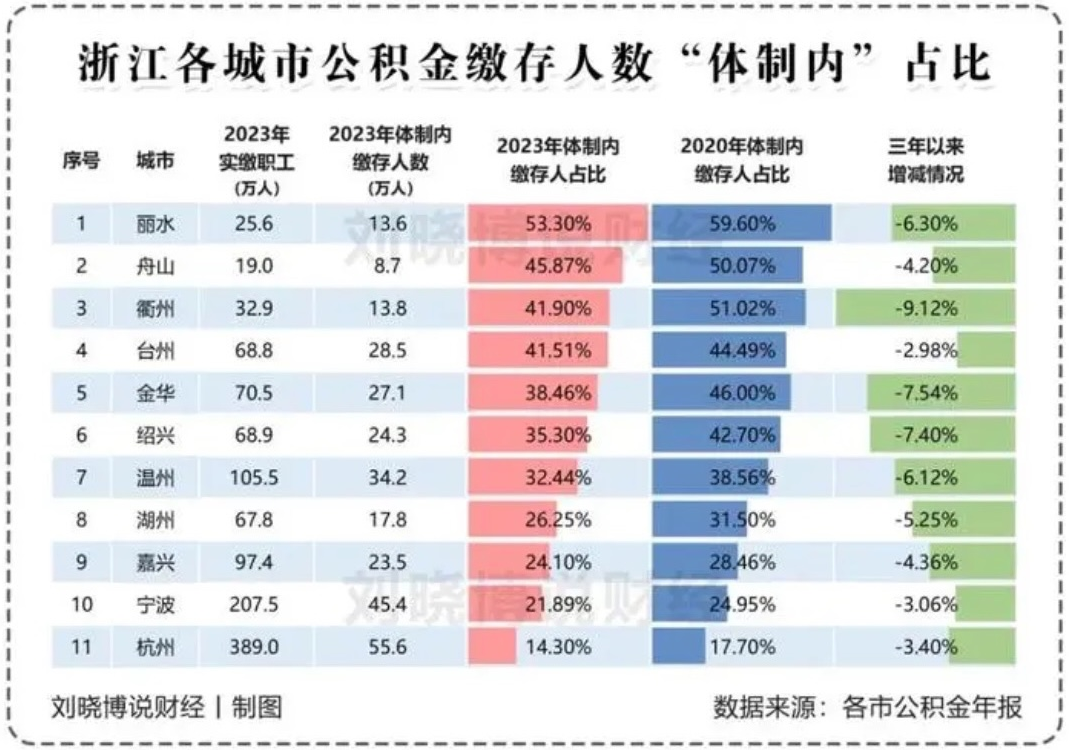 浙江各城市公积金缴存人数“体制内”占比
序号 城市 2023年实缴职工(万人) 2023年体制内缴存人数(万人) 2023年体制内缴存人占比 2020年体制内缴存人占比 三年以来增减情况
1 丽水 25.6 13.6 53.30% 59.60% -6.30%
2 舟山 19.0 8.7 45.87% 50.07% -4.20%
3 衢州 32.9 13.8 41.90% 51.02% -9.12%
4 台州 68.8 28.5 41.51% 44.49% -2.98%
5 金华 70.5 27.1 38.46% 46.00% -7.54%
6 绍兴 68.9 24.3 35.30% 42.70% -7.40%
7 温州 105.5 34.2 32.44% 38.56% -6.12%
8 湖州 67.8 17.8 26.25% 31.50% -5.25%
9 嘉兴 97.4 23.5 24.10% 28.46% -4.36%
10 宁波 207.5 45.4 21.89% 24.95% -3.06%
11 杭州 389.0 55.6 14.30% 17.70% -3.40%
刘晓博说财经
刘晓博说财经
刘晓博说财经丨制图 数据来源：各市公积金年报